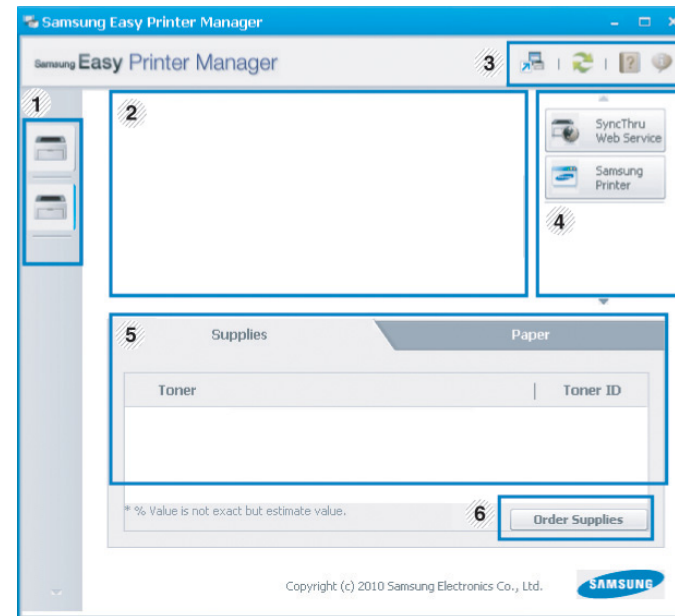 Samsung Easy Printer Manager
Samsung Easy Printer Manager
3
1
2
SyncThru
Web Service
Samsung
Printer
4
5
Supplies
Paper
Toner
Toner ID
* % Value is not exact but estimate value.
6
Order Supplies
Copyright (c) 2010 Samsung Electronics Co., Ltd.
SAMSUNG